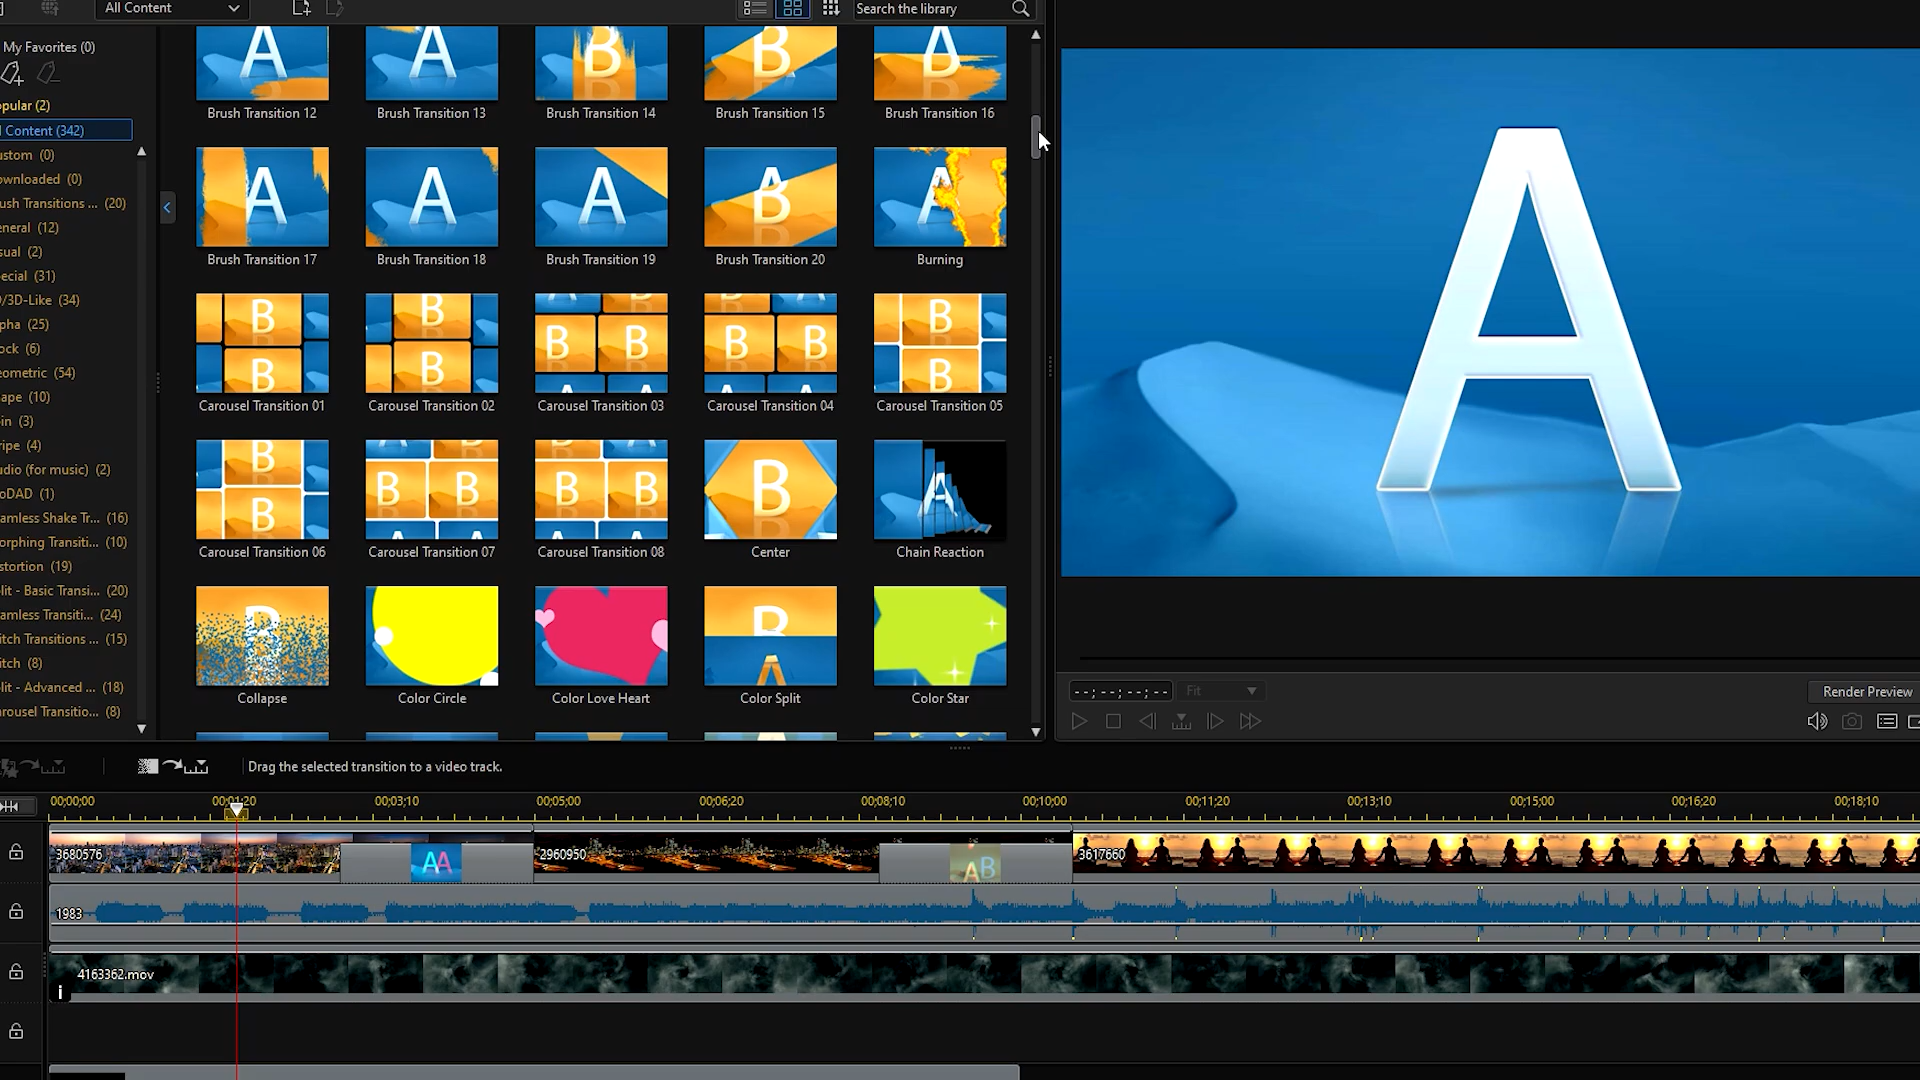 All Content
Search the library
My Favorites (0)
opular (2)
l Content (342)
ustom (0)
ownloaded (0)
ush Transitions ... (20)
eneral (12)
sual (2)
ecial (31)
D/3D-Like (34)
pha (25)
ock (6)
eometric (54)
ape (10)
in (3)
ripe (4)
udio (for music) (2)
oDAD (1)
amless Shake Tr... (16)
orphing Transiti... (10)
stortion (19)
lit - Basic Transi... (20)
amless Transiti... (24)
itch Transitions ... (15)
itch (8)
lit - Advanced ... (18)
arousel Transitio... (8)
A A B B B
Brush Transition 12 Brush Transition 13 Brush Transition 14 Brush Transition 15 Brush Transition 16
A A A B A
Brush Transition 17 Brush Transition 18 Brush Transition 19 Brush Transition 20 Burning
Carousel Transition 01 Carousel Transition 02 Carousel Transition 03 Carousel Transition 04 Carousel Transition 05
Carousel Transition 06 Carousel Transition 07 Carousel Transition 08 Center Chain Reaction
Collapse Color Circle Color Love Heart Color Split Color Star
A
--;--;--;-- Fit
Render Preview
Drag the selected transition to a video track.
00;00;00 00;01;20 00;03;10 00;05;00 00;06;20 00;08;10 00;10;00 00;11;20 00;13;10 00;15;00 00;16;20 00;18;10
3680576 AA 2960950 AB 3617660
1983
4163362.mov
i